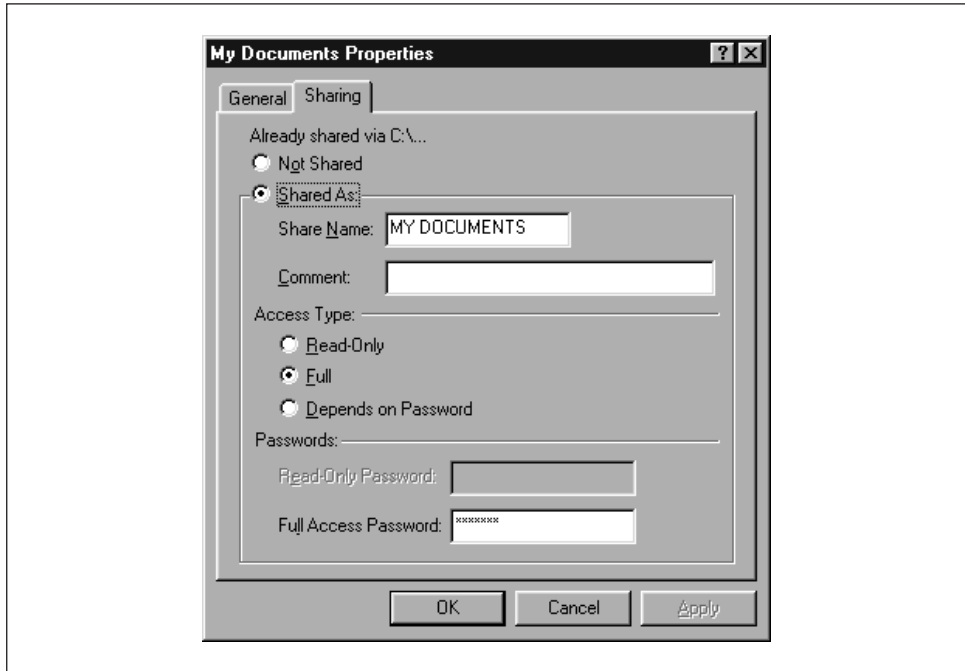 My Documents Properties
General Sharing
Already shared via C:\...
Not Shared
Shared As:
Share Name: MY DOCUMENTS
Comment:
Access Type:
Read-Only
Full
Depends on Password
Passwords:
Read-Only Password:
Full Access Password: *******
OK Cancel Apply